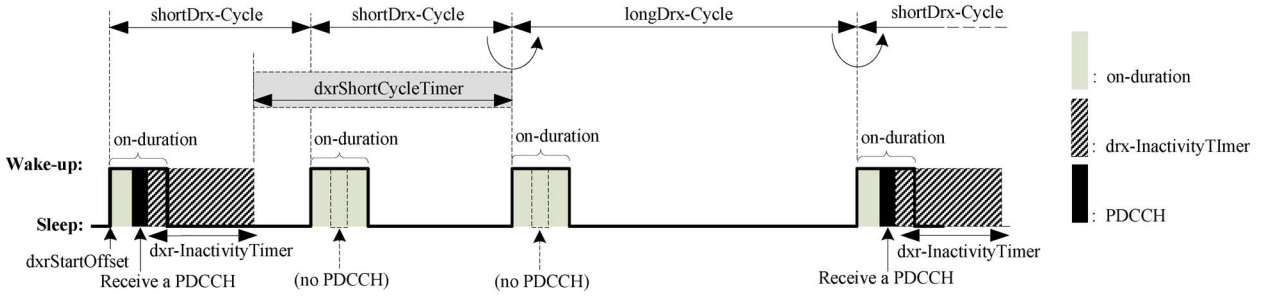 shortDrx-Cycle
shortDrx-Cycle
longDrx-Cycle
shortDrx-Cycle
dxrShortCycleTimer
: on-duration
on-duration
on-duration
on-duration
on-duration
: drx-InactivityTImer
Wake-up:
: PDCCH
Sleep:
dxr-InactivityTimer
dxr-InactivityTimer
dxrStartOffset
Receive a PDCCH
(no PDCCH)
(no PDCCH)
Receive a PDCCH